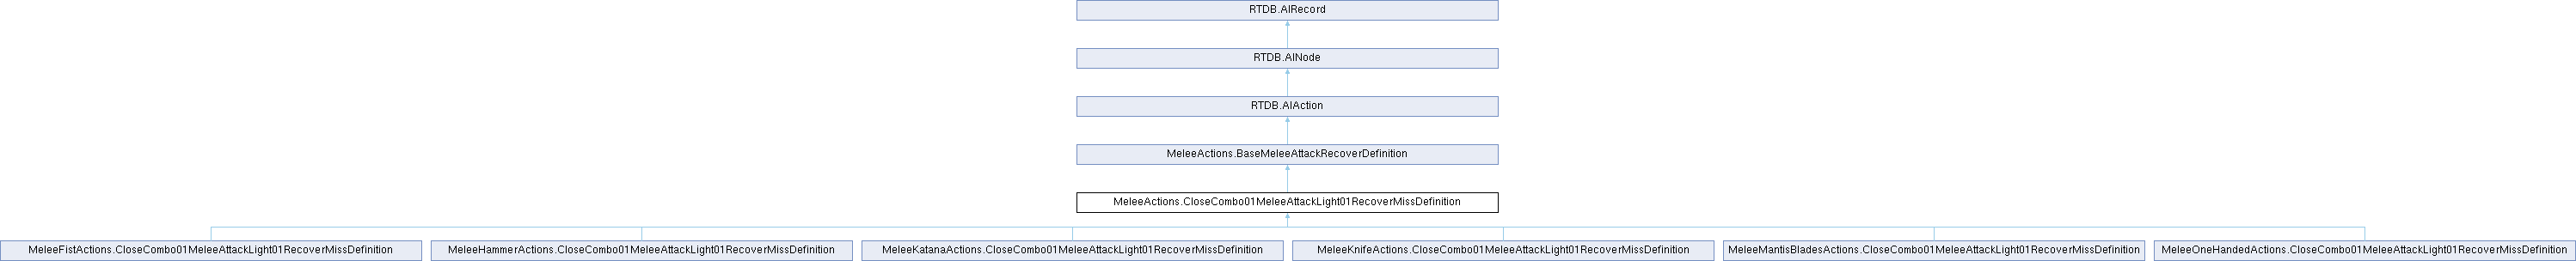 RTDB.AIRecord
RTDB.AINode
RTDB.AIAction
MeleeActions.BaseMeleeAttackRecoverDefinition
MeleeActions.CloseCombo01MeleeAttackLight01RecoverMissDefinition
MeleeFistActions.CloseCombo01MeleeAttackLight01RecoverMissDefinition
MeleeHammerActions.CloseCombo01MeleeAttackLight01RecoverMissDefinition
MeleeKatanaActions.CloseCombo01MeleeAttackLight01RecoverMissDefinition
MeleeKnifeActions.CloseCombo01MeleeAttackLight01RecoverMissDefinition
MeleeMantisBladesActions.CloseCombo01MeleeAttackLight01RecoverMissDefinition
MeleeOneHandedActions.CloseCombo01MeleeAttackLight01RecoverMissDefinition